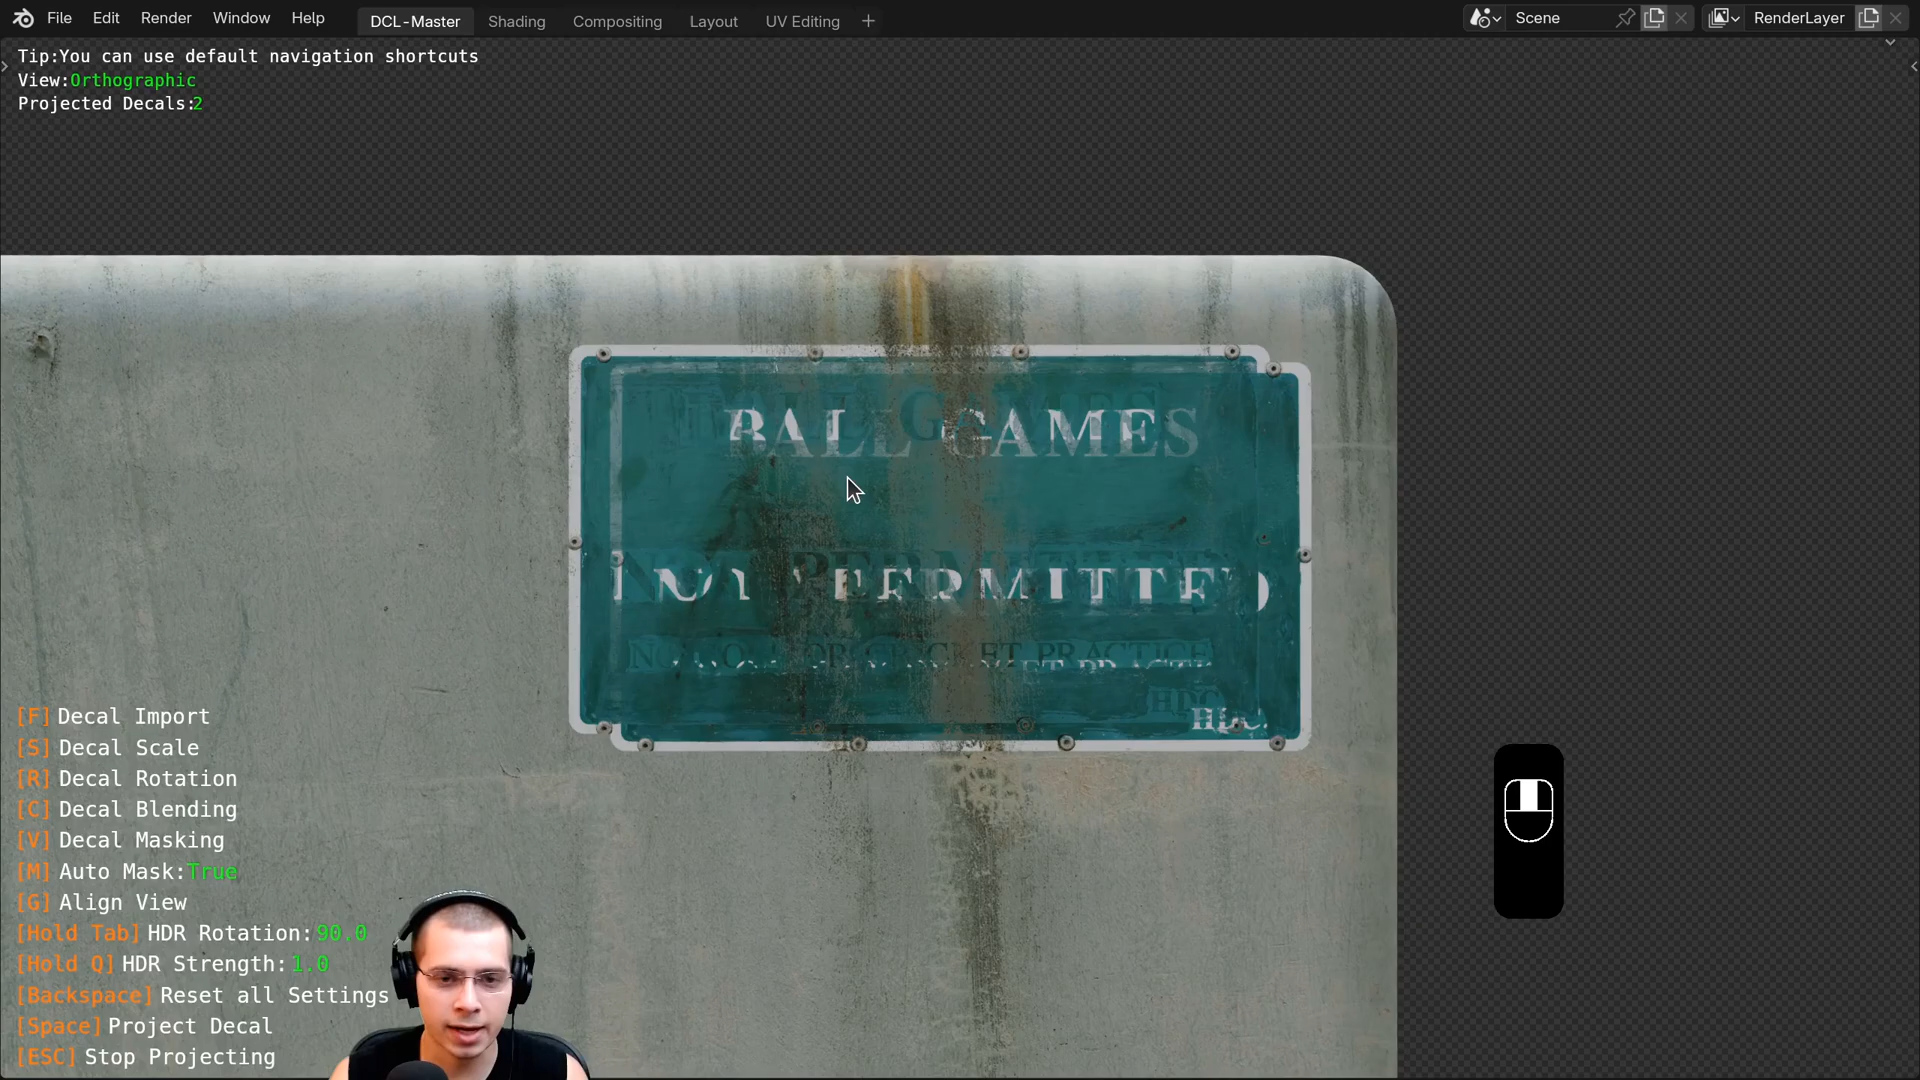 File Edit Render Window Help DCL-Master Shading Compositing Layout UV Editing + Scene RenderLayer
Tip:You can use default navigation shortcuts
View:Orthographic
Projected Decals:2
BALL GAMES
NOT PERMITTED
HDC
[F] Decal Import
[S] Decal Scale
[R] Decal Rotation
[C] Decal Blending
[V] Decal Masking
[M] Auto Mask:True
[G] Align View
[Hold Tab] HDR Rotation:90.0
[Hold Q] HDR Strength:1.0
[Backspace] Reset all Settings
[Space] Project Decal
[ESC] Stop Projecting